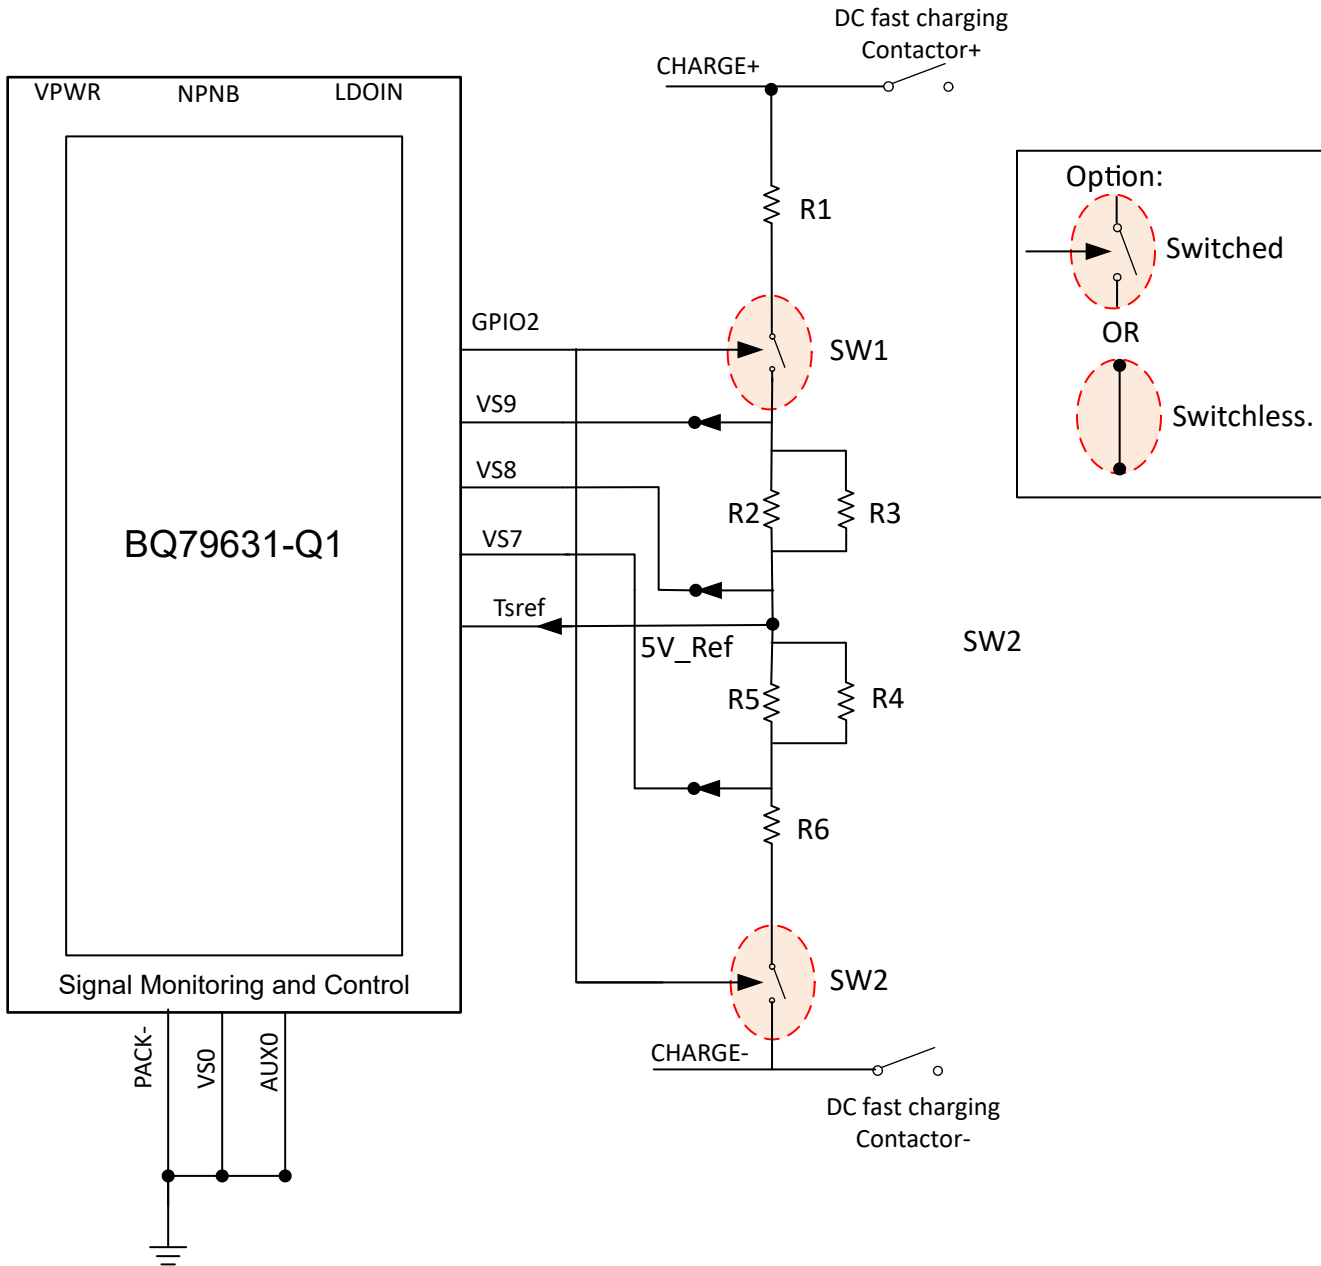 DC fast charging
Contactor+
CHARGE+
VPWR NPNB LDOIN
Option:
R1
Switched
GPIO2
OR
SW1
VS9
Switchless.
VS8
R2 R3
BQ79631-Q1
VS7
Tsref
5V_Ref
SW2
R5 R4
R6
Signal Monitoring and Control
SW2
PACK-
VS0
AUX0
CHARGE-
DC fast charging
Contactor-